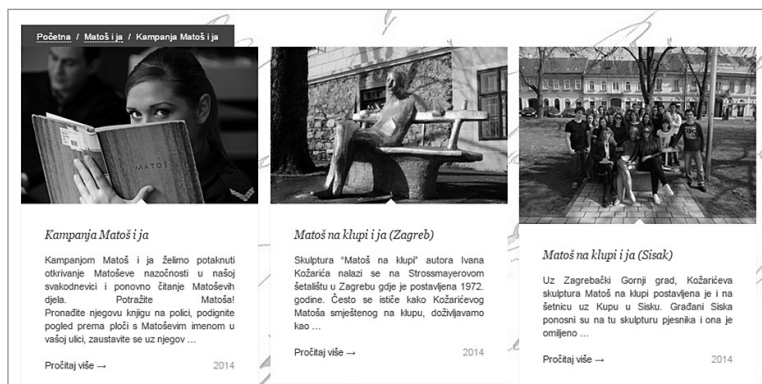 Početna / Matoš i ja / Kampanja Matoš i ja
MATOŠ
Kampanja Matoš i ja
Kampanjom Matoš i ja želimo potaknuti
otkrivanje Matoševe nazočnosti u našoj
svakodnevici i ponovno čitanje Matoševih
djela. Potražite Matoša!
Pronađite njegovu knjigu na polici, podignite
pogled prema ploči s Matoševim imenom u
vašoj ulici, zaustavite se uz njegov ...
Pročitaj više →
2014
Matoš na klupi i ja (Zagreb)
Skulptura “Matoš na klupi” autora Ivana
Kožarića nalazi se na Strossmayerovom
šetalištu u Zagrebu gdje je postavljena 1972.
godine. Često se ističe kako Kožarićevog
Matoša smještenog na klupu, doživljavamo
kao ...
Pročitaj više →
2014
Matoš na klupi i ja (Sisak)
Uz Zagrebački Gornji grad, Kožarićeva
skulptura Matoš na klupi postavljena je i na
šetnicu uz Kupu u Sisku. Građani Siska
ponosni su na tu skulpturu pjesnika i ona je
omiljeno ...
Pročitaj više →
2014